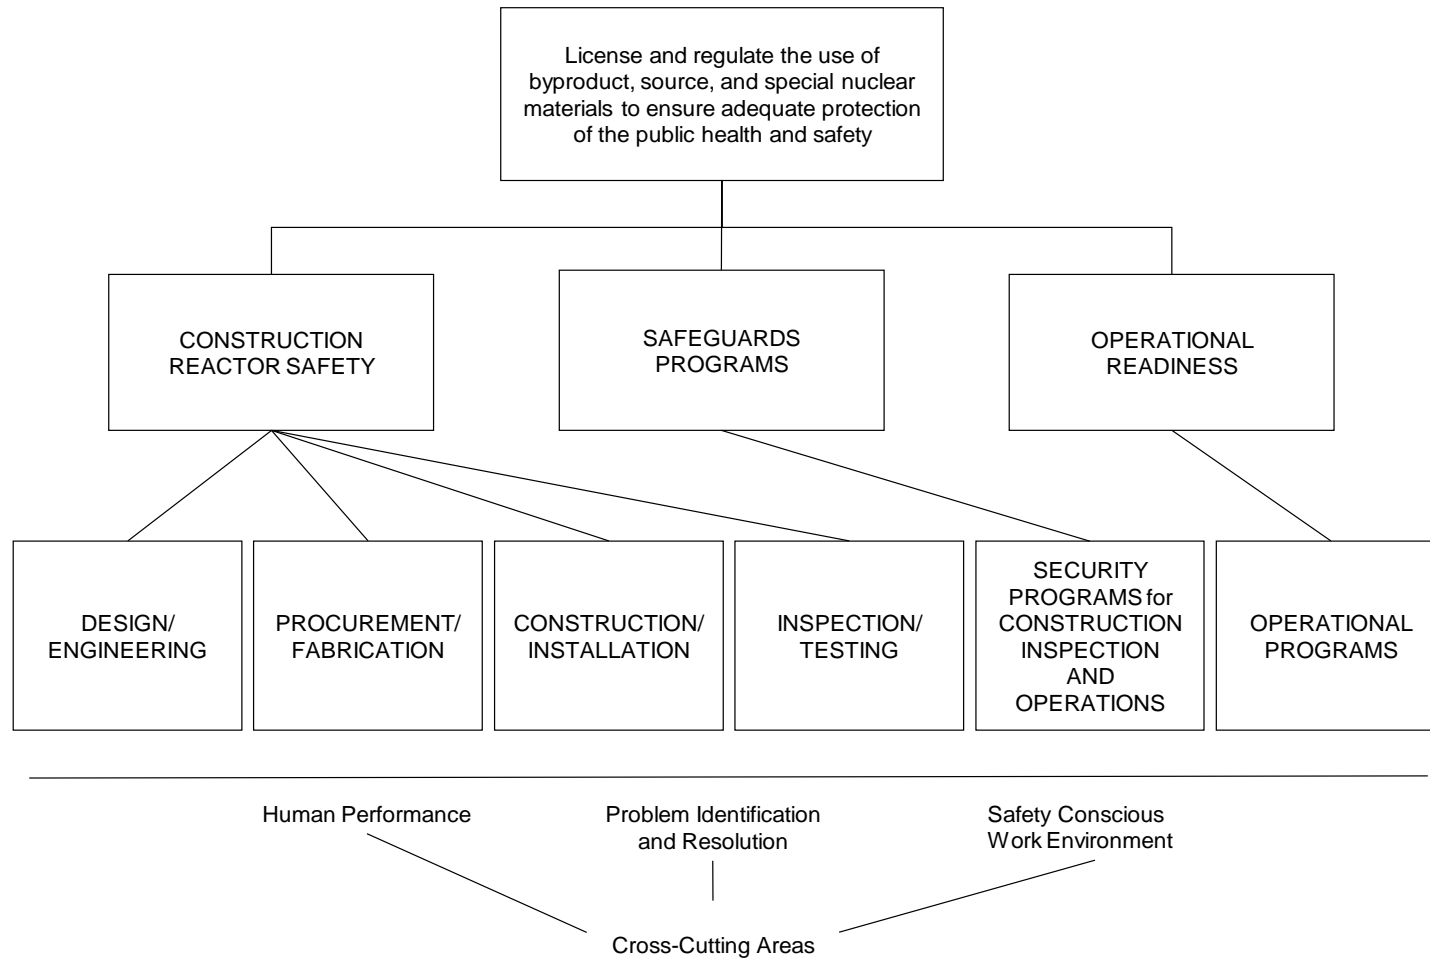 License and regulate the use of
byproduct, source, and special nuclear
materials to ensure adequate protection
of the public health and safety
CONSTRUCTION
REACTOR SAFETY
SAFEGUARDS
PROGRAMS
OPERATIONAL
READINESS
DESIGN/
ENGINEERING
PROCUREMENT/
FABRICATION
CONSTRUCTION/
INSTALLATION
INSPECTION/
TESTING
SECURITY
PROGRAMS for
CONSTRUCTION
INSPECTION
AND
OPERATIONS
OPERATIONAL
PROGRAMS
Human Performance
Problem Identification
and Resolution
Safety Conscious
Work Environment
Cross-Cutting Areas